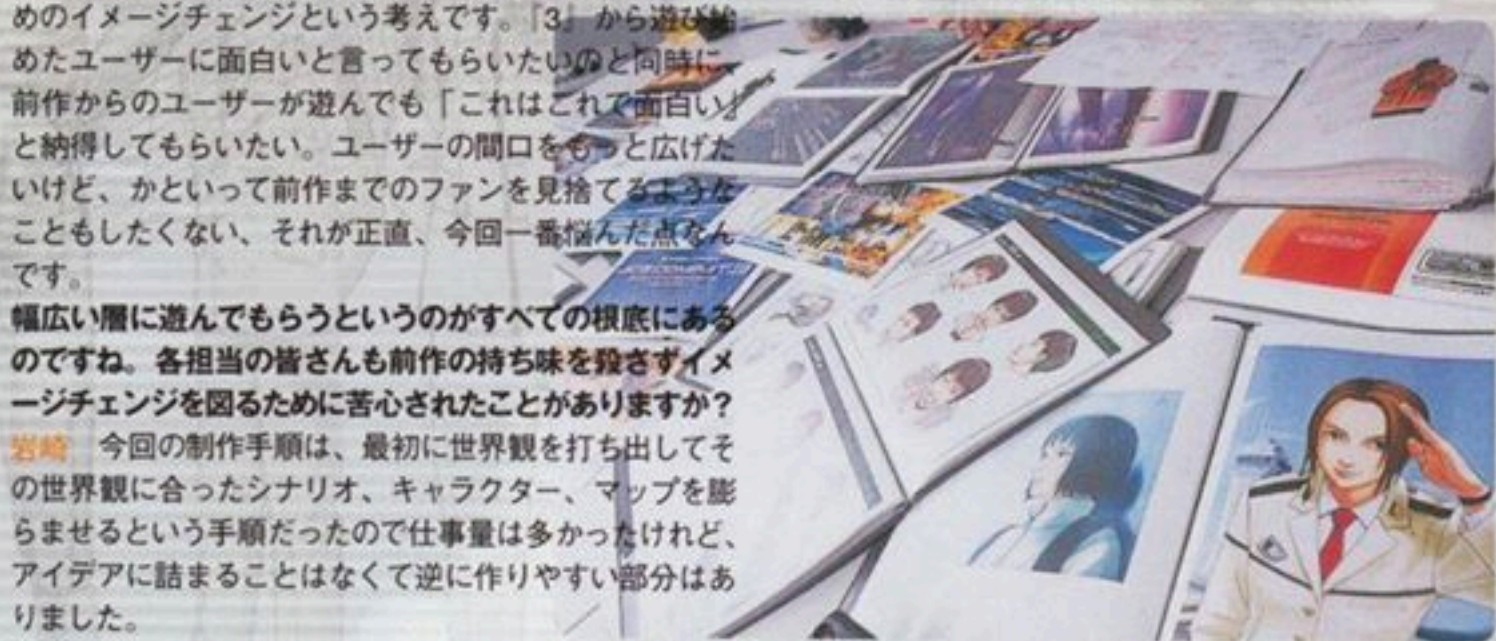 めのイメージチェンジという考えです。『3』から遊び始
めたユーザーに面白いと言ってもらいたいのと同時に、
前作からのユーザーが遊んでも「これはこれで面白い』
と納得してもらいたい。ユーザーの間口をもっと広げた
いけど、かといって前作までのファンを見捨てるような
こともしたくない、それが正直、今回一番悩んだ点なん
です。
幅広い層に遊んでもらうというのがすべての根底にある
のですね。各担当の皆さんも前作の持ち味を毀さずイメ
ージチェンジを図るために苦心されたことがありますか？
岩崎　今回の制作手順は、最初に世界観を打ち出してそ
の世界観に合ったシナリオ、キャラクター、マップを膨
らませるという手順だったので仕事量は多かったけれど、
アイデアに詰まることはなくて逆に作りやすい部分はあ
りました。